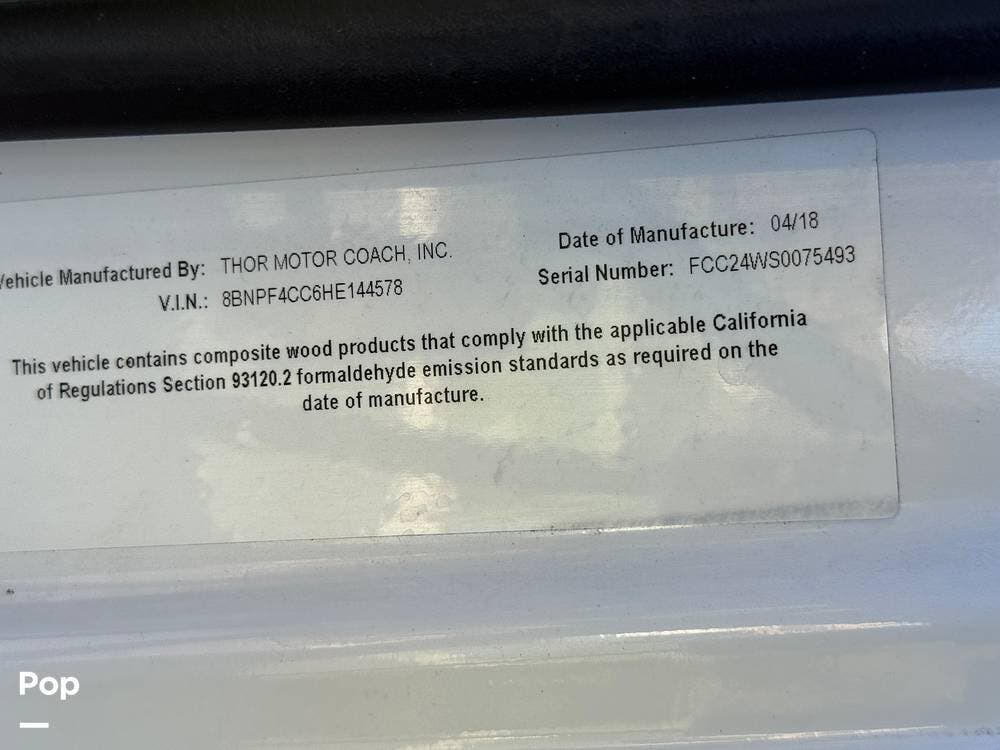 Vehicle Manufactured By: THOR MOTOR COACH, INC.
Date of Manufacture: 04/18
V.I.N.: 8BNPF4CC6HE144578
Serial Number: FCC24WS0075493
This vehicle contains composite wood products that comply with the applicable California
of Regulations Section 93120.2 formaldehyde emission standards as required on the
date of manufacture.
Pop